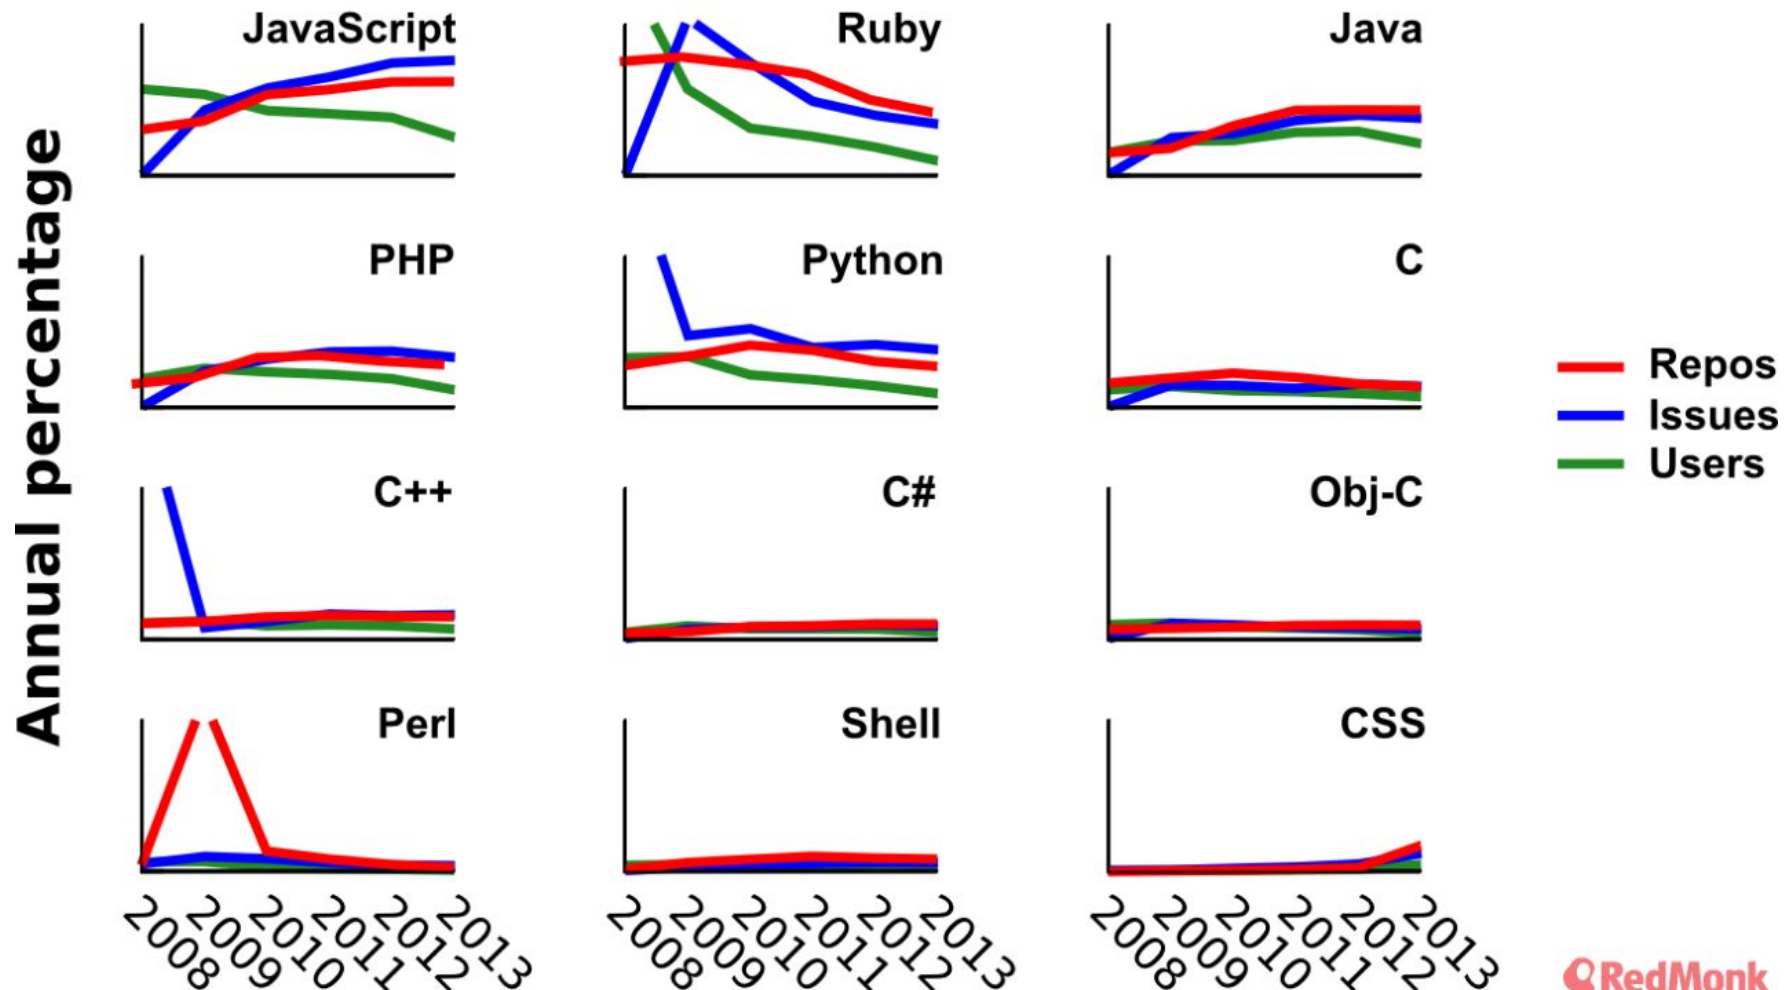 Annual percentage
JavaScript
Ruby
Java
PHP
Python
C
C++
C#
Obj-C
Perl
Shell
CSS
Repos
Issues
Users
2008 2009 2010 2011 2012 2013
2008 2009 2010 2011 2012 2013
2008 2009 2010 2011 2012 2013
RedMonk